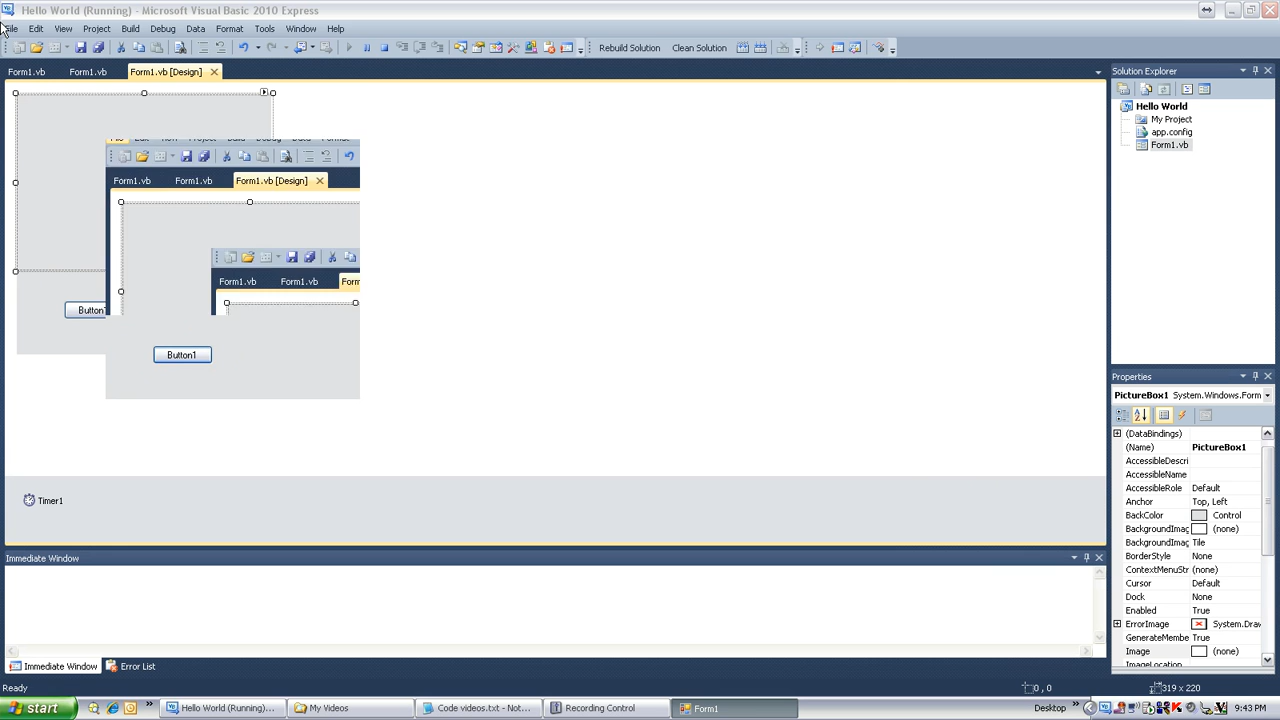 Hello World (Running) - Microsoft Visual Basic 2010 Express
File Edit View Project Build Debug Data Format Tools Window Help
Rebuild Solution Clean Solution
Form1.vb Form1.vb Form1.vb [Design]
Solution Explorer
Hello World
My Project
app.config
Form1.vb
Form1.vb Form1.vb Form1.vb [Design]
Form1.vb Form1.vb
Button1
Timer1
Properties
PictureBox1 System.Windows.Form
(DataBindings)
(Name) PictureBox1
AccessibleDescri
AccessibleName
AccessibleRole Default
Anchor Top, Left
BackColor Control
BackgroundImag (none)
BackgroundImag Tile
BorderStyle None
ContextMenuStr (none)
Cursor Default
Dock None
Enabled True
ErrorImage System.Drav
GenerateMembe True
Image (none)
ImageLocation
Immediate Window
Immediate Window Error List
Ready 0 , 0 319 x 220
start Hello World (Running)... My Videos Code videos.txt - Not... Recording Control Form1 Desktop 9:43 PM